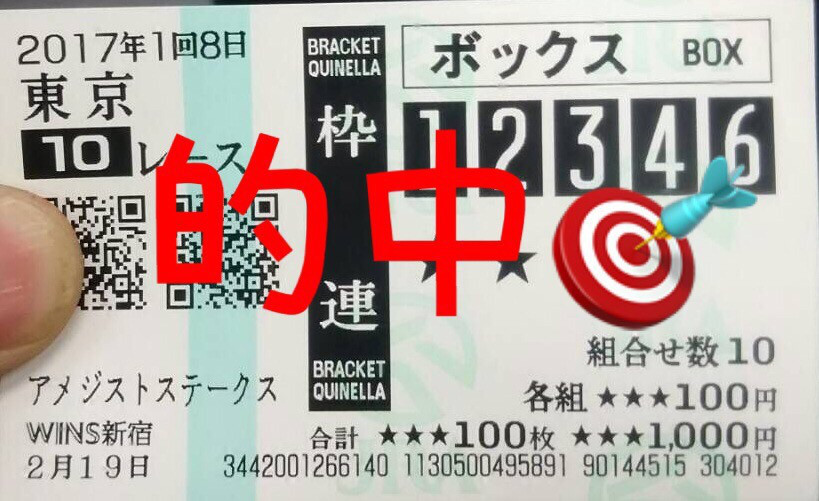 2017年1回8日
東京
10レース
BRACKET
QUINELLA
枠
連
BRACKET
QUINELLA
ボックス BOX
1 2 3 4 6
的中
★ ★
組合せ数10
各組 ★★★100円
合計 ★★★100枚 ★★★1,000円
アメジストステークス
WINS新宿
2月19日
3442001266140 1130500495891 90144515 304012